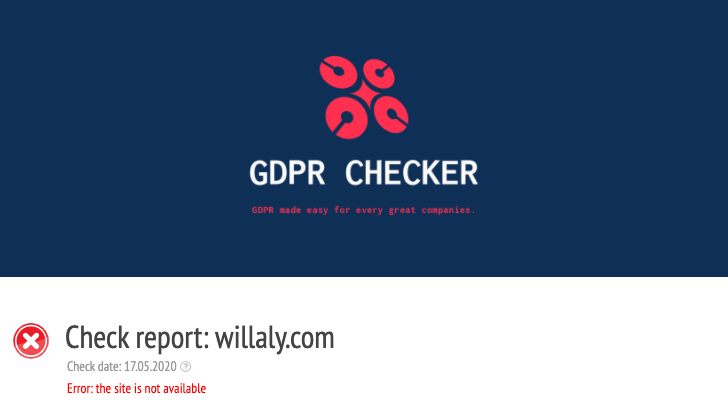 GDPR CHECKER
GDPR made easy for every great companies.
Check report: willaly.com
Check date: 17.05.2020 ?
Error: the site is not available